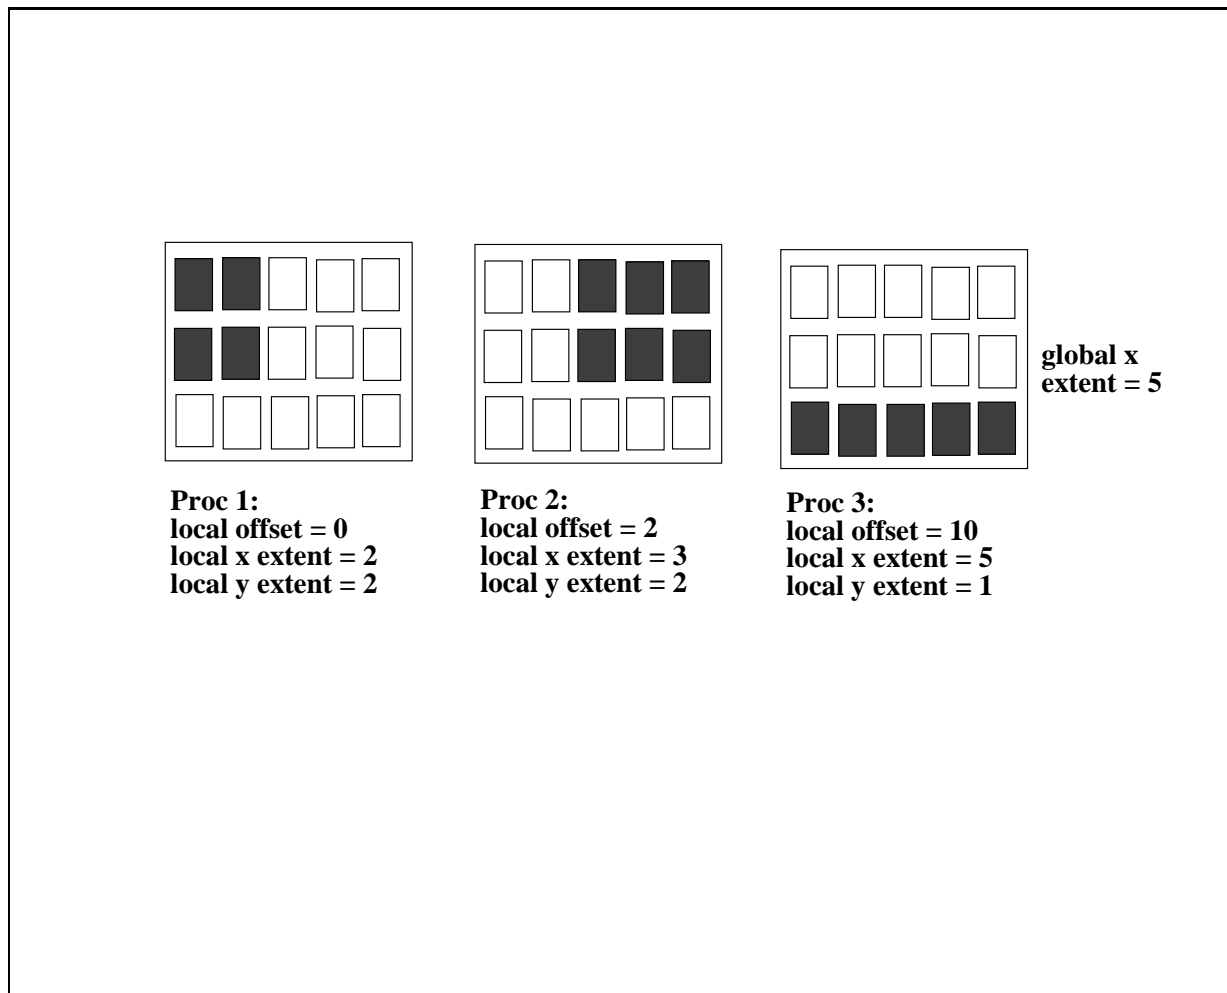 global x
extent = 5
Proc 1:
local offset = 0
local x extent = 2
local y extent = 2
Proc 2:
local offset = 2
local x extent = 3
local y extent = 2
Proc 3:
local offset = 10
local x extent = 5
local y extent = 1